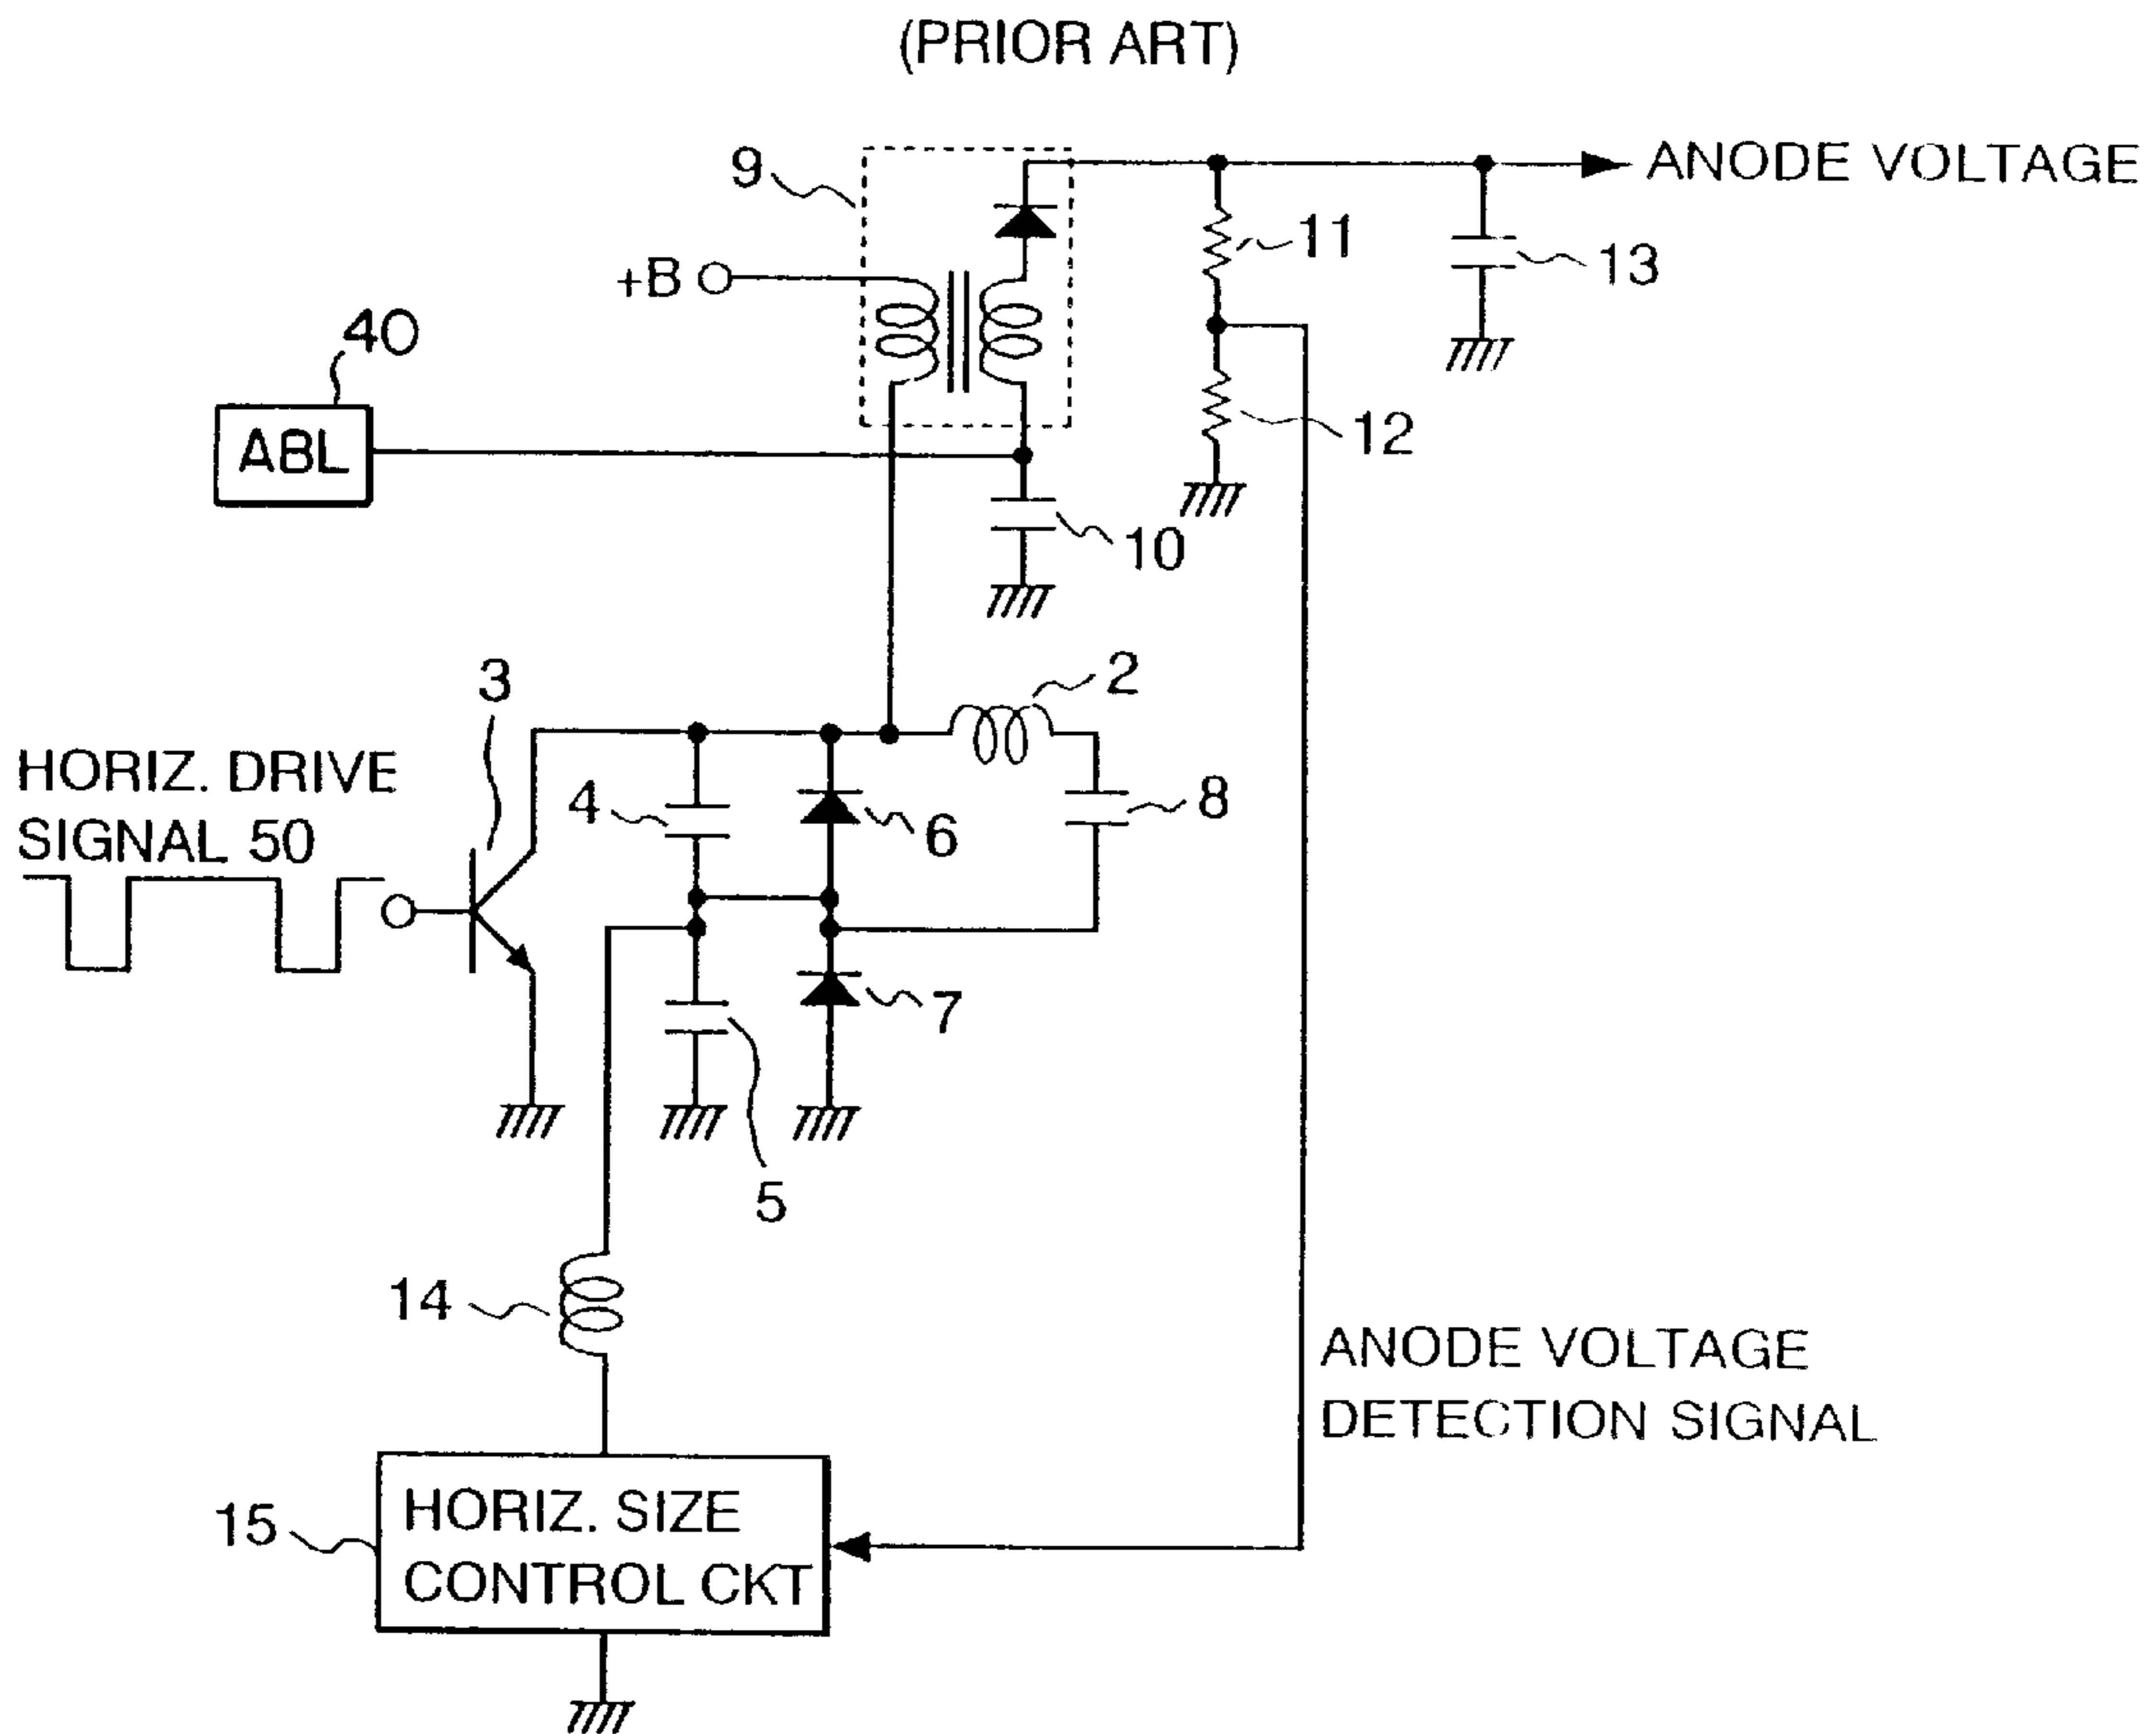 (PRIOR ART)
9
ANODE VOLTAGE
11
13
+B
40
ABL
12
10
3
2
HORIZ. DRIVE
SIGNAL 50
4
6
8
7
5
14
ANODE VOLTAGE
DETECTION SIGNAL
15
HORIZ. SIZE
CONTROL CKT